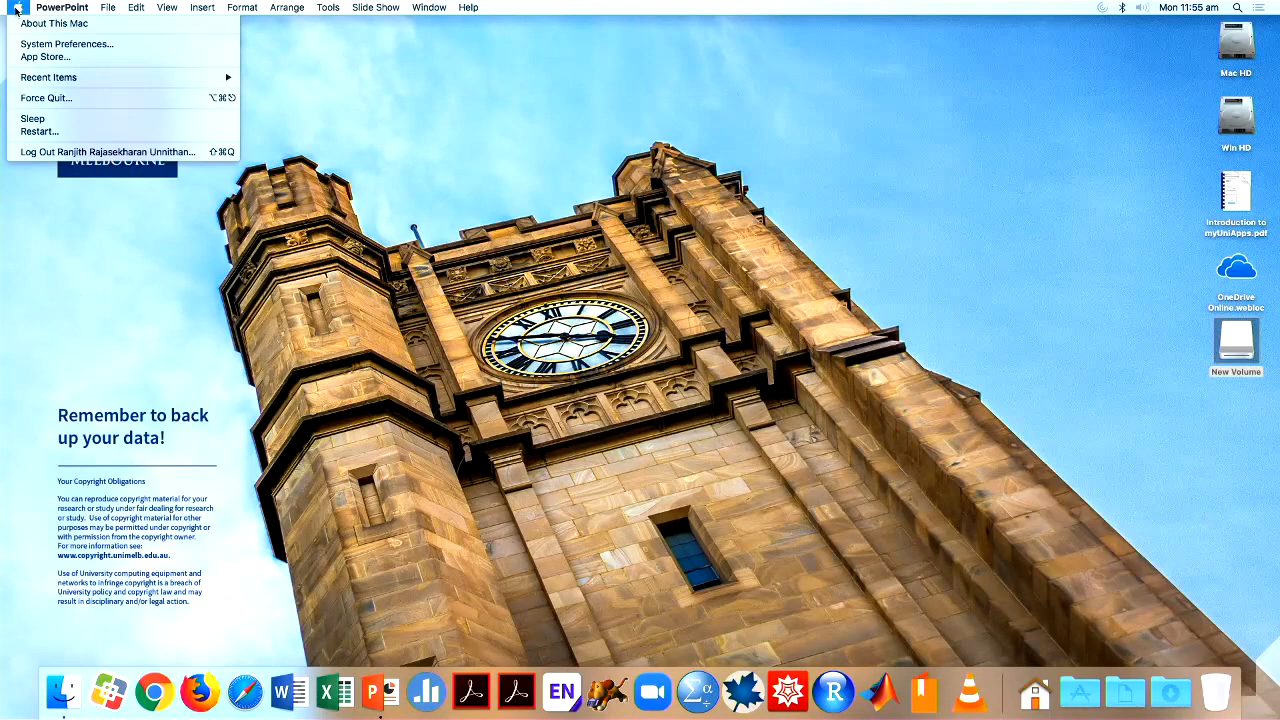 PowerPoint File Edit View Insert Format Arrange Tools Slide Show Window Help Mon 11:55 am
About This Mac
System Preferences...
App Store...
Recent Items
Force Quit... ⌥⌘⎋
Sleep
Restart...
Log Out Ranjith Rajasekharan Unnithan... ⇧⌘Q
MELBOURNE
Mac HD
Win HD
Introduction to
myUniApps.pdf
OneDrive
Online.webloc
New Volume
Remember to back
up your data!
Your Copyright Obligations
You can reproduce copyright material for your
research or study under fair dealing for research
or study. Use of copyright material for other
purposes may be permitted under copyright or
with permission from the copyright owner.
For more information see:
www.copyright.unimelb.edu.au.
Use of University computing equipment and
networks to infringe copyright is a breach of
University policy and copyright law and may
result in disciplinary and/or legal action.
W X P EN Σα R